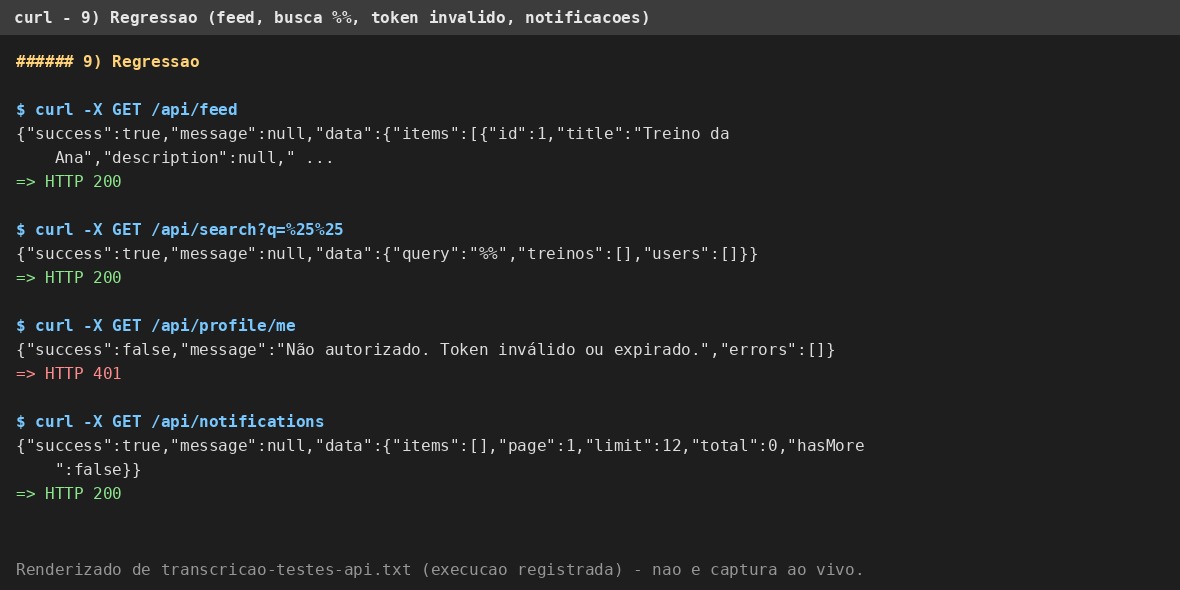 curl - 9) Regressao (feed, busca %%, token invalido, notificacoes)
###### 9) Regressao
$ curl -X GET /api/feed
{"success":true,"message":null,"data":{"items":[{"id":1,"title":"Treino da
Ana","description":null," ...
=> HTTP 200
$ curl -X GET /api/search?q=%25%25
{"success":true,"message":null,"data":{"query":"%%","treinos":[],"users":[]}}
=> HTTP 200
$ curl -X GET /api/profile/me
{"success":false,"message":"Não autorizado. Token inválido ou expirado.","errors":[]}
=> HTTP 401
$ curl -X GET /api/notifications
{"success":true,"message":null,"data":{"items":[],"page":1,"limit":12,"total":0,"hasMore
":false}}
=> HTTP 200
Renderizado de transcricao-testes-api.txt (execucao registrada) - nao e captura ao vivo.